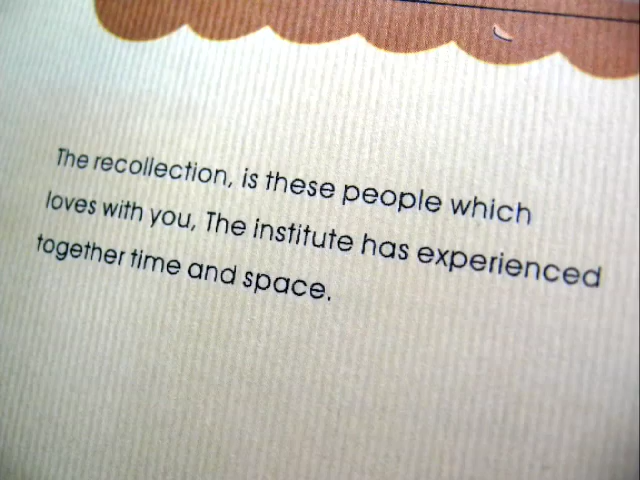 The recollection, is these people which
loves with you, The institute has experienced
together time and space.